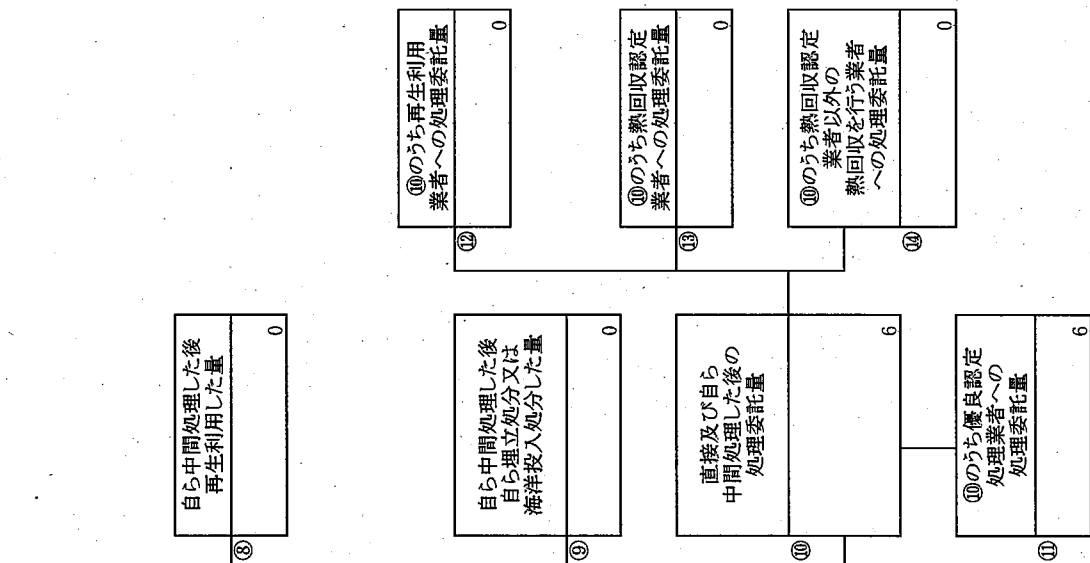 ⑧
自ら中間処理した後
再生利用した量
0
⑨
自ら中間処理した後
自ら埋立処分又は
海洋投入処分した量
0
⑩
直接及び自ら
中間処理した後の
処理委託量
6
⑪
⑩のうち優良認定
処理業者への
処理委託量
6
⑫
⑩のうち再生利用
業者への処理委託量
0
⑬
⑩のうち熱回収認定
業者への処理委託量
0
⑭
⑩のうち熱回収認定
業者以外の
熱回収を行う業者
への処理委託量
0